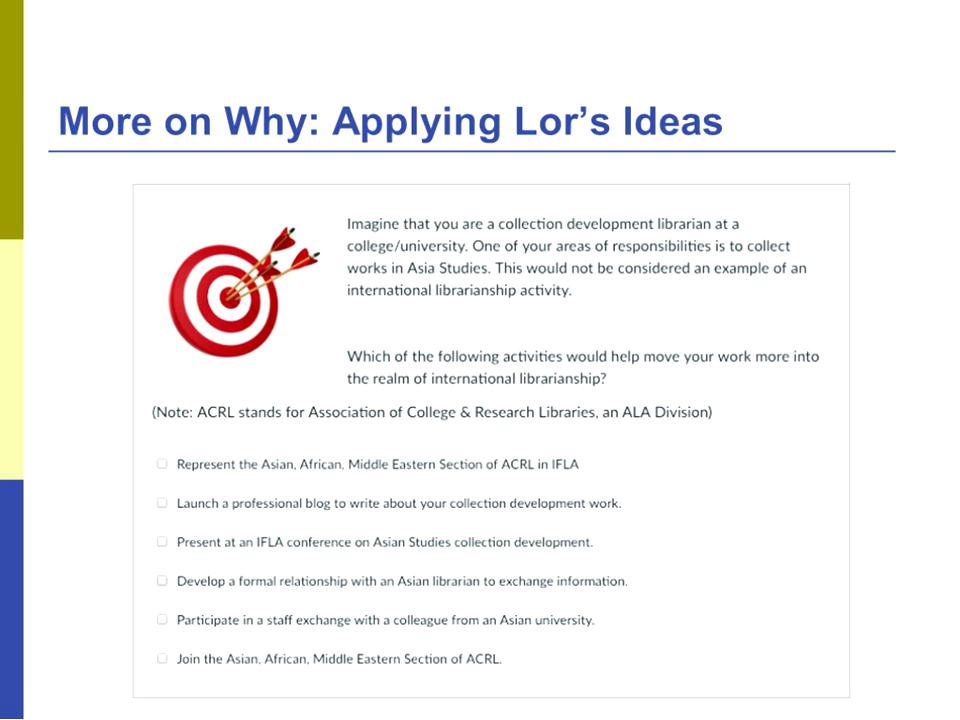 More on Why: Applying Lor's Ideas
Imagine that you are a collection development librarian at a
college/university. One of your areas of responsibilities is to collect
works in Asia Studies. This would not be considered an example of an
international librarianship activity.
Which of the following activities would help move your work more into
the realm of international librarianship?
(Note: ACRL stands for Association of College & Research Libraries, an ALA Division)
Represent the Asian, African, Middle Eastern Section of ACRL in IFLA
Launch a professional blog to write about your collection development work.
Present at an IFLA conference on Asian Studies collection development.
Develop a formal relationship with an Asian librarian to exchange information.
Participate in a staff exchange with a colleague from an Asian university.
Join the Asian, African, Middle Eastern Section of ACRL.